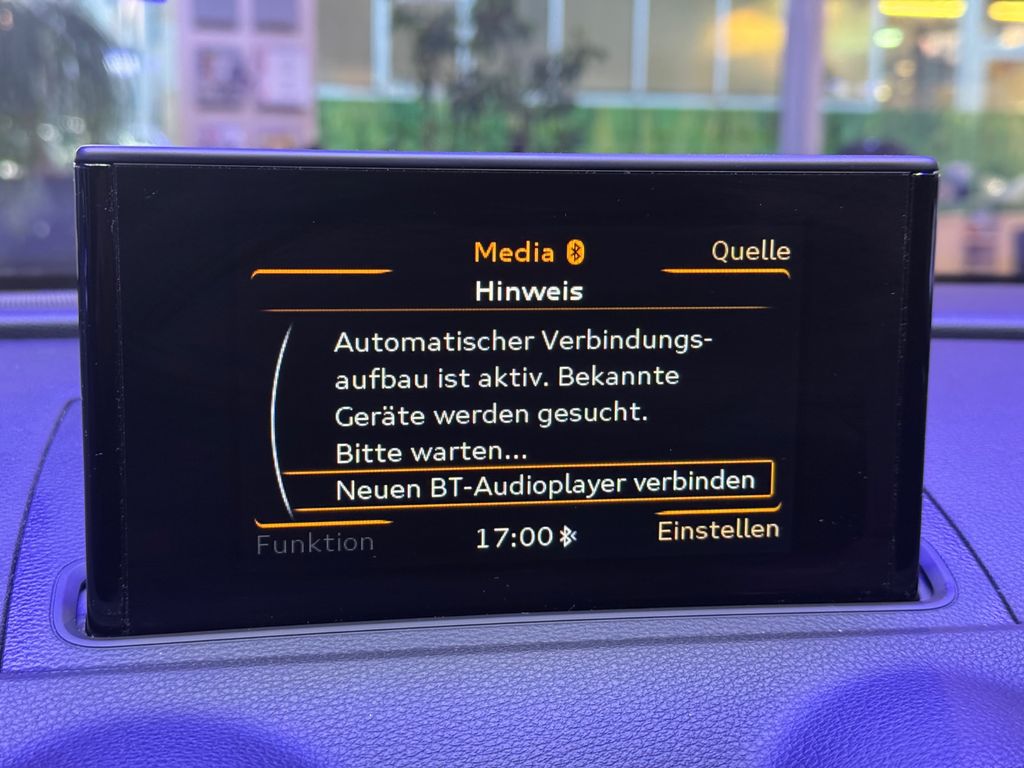 Media
Quelle
Hinweis
Automatischer Verbindungs-
aufbau ist aktiv. Bekannte
Geräte werden gesucht.
Bitte warten...
Neuen BT-Audioplayer verbinden
Funktion
17:00
Einstellen